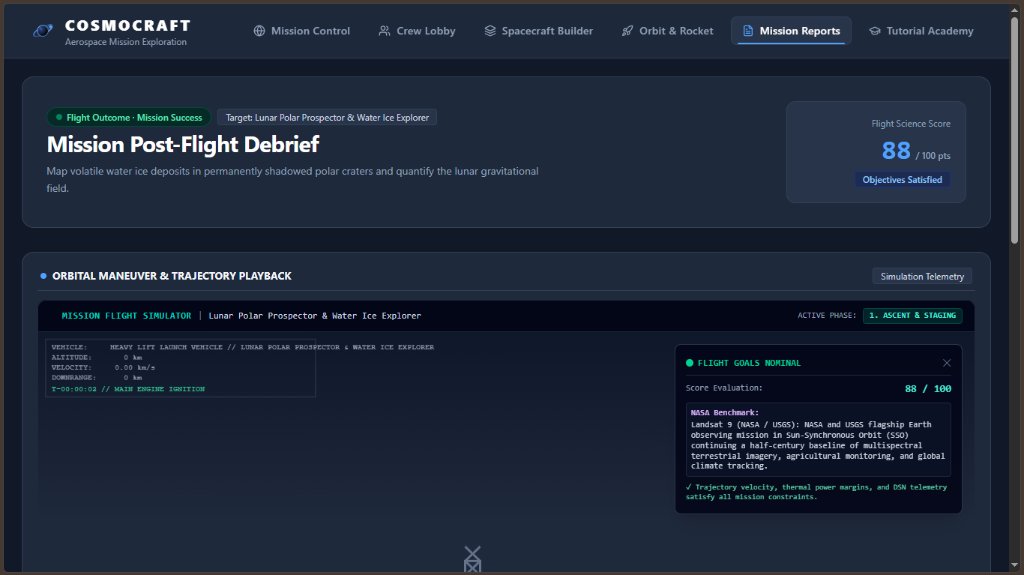 COSMOCRAFT
Aerospace Mission Exploration
Mission Control
Crew Lobby
Spacecraft Builder
Orbit & Rocket
Mission Reports
Tutorial Academy
Flight Outcome · Mission Success
Target: Lunar Polar Prospector & Water Ice Explorer
Mission Post-Flight Debrief
Map volatile water ice deposits in permanently shadowed polar craters and quantify the lunar gravitational
field.
Flight Science Score
88 / 100 pts
Objectives Satisfied
ORBITAL MANEUVER & TRAJECTORY PLAYBACK
Simulation Telemetry
MISSION FLIGHT SIMULATOR | Lunar Polar Prospector & Water Ice Explorer
ACTIVE PHASE: 1. ASCENT & STAGING
VEHICLE: HEAVY LIFT LAUNCH VEHICLE // LUNAR POLAR PROSPECTOR & WATER ICE EXPLORER
ALTITUDE: 0 km
VELOCITY: 0.00 km/s
DOWNRANGE: 0 km
T-00:00:02 // MAIN ENGINE IGNITION
FLIGHT GOALS NOMINAL
Score Evaluation: 88 / 100
NASA Benchmark:
Landsat 9 (NASA / USGS): NASA and USGS flagship Earth
observing mission in Sun-Synchronous Orbit (SSO)
continuing a half-century baseline of multispectral
terrestrial imagery, agricultural monitoring, and global
climate tracking.
✓ Trajectory velocity, thermal power margins, and DSN telemetry
satisfy all mission constraints.